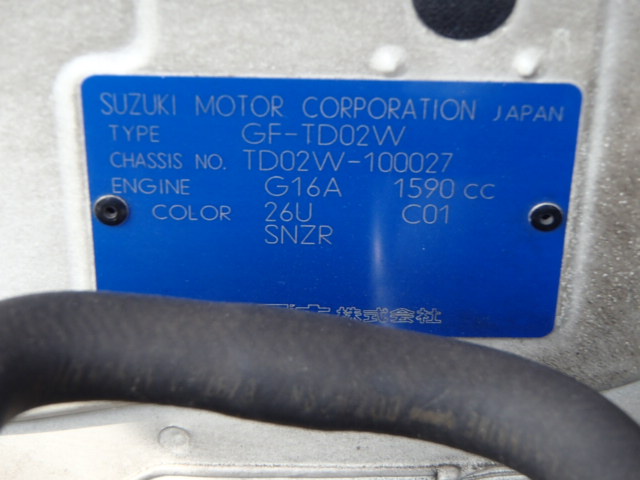 SUZUKI MOTOR CORPORATION JAPAN
TYPE GF-TD02W
CHASSIS NO. TD02W-100027
ENGINE G16A 1590 cc
COLOR 26U C01
SNZR
株式会社